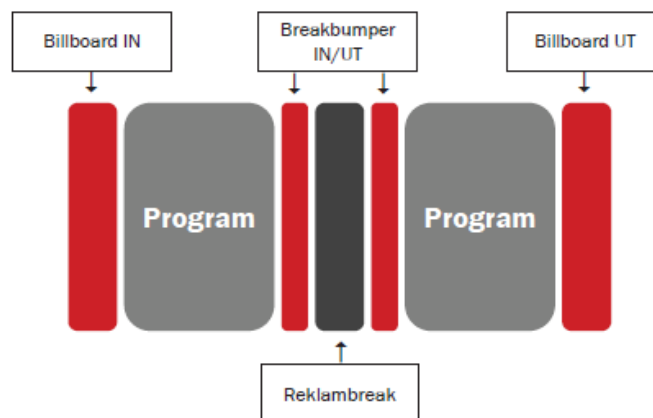 Billboard IN
Breakbumper
IN/UT
Billboard UT
Program
Program
Reklambreak